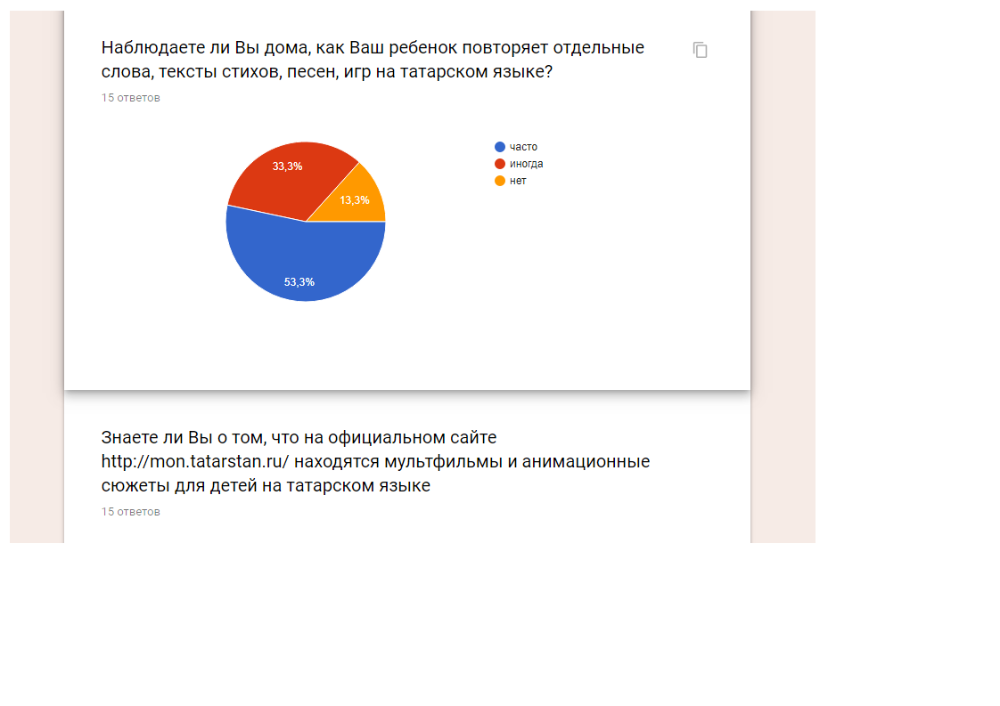 Наблюдаете ли Вы дома, как Ваш ребенок повторяет отдельные
слова, тексты стихов, песен, игр на татарском языке?
15 ответов
часто
иногда
нет
33,3%
13,3%
53,3%
Знаете ли Вы о том, что на официальном сайте
http://mon.tatarstan.ru/ находятся мультфильмы и анимационные
сюжеты для детей на татарском языке
15 ответов